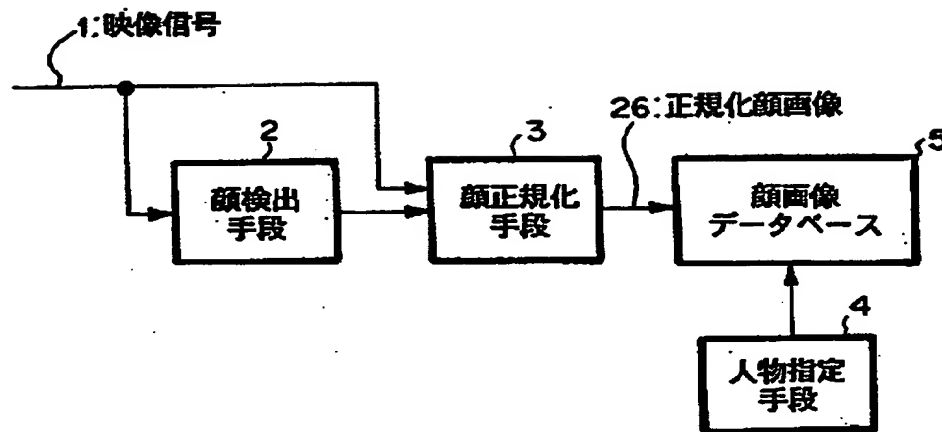 1:映像信号
2
顔検出
手段
3
顔正規化
手段
26:正規化顔画像
5
顔画像
データベース
4
人物指定
手段